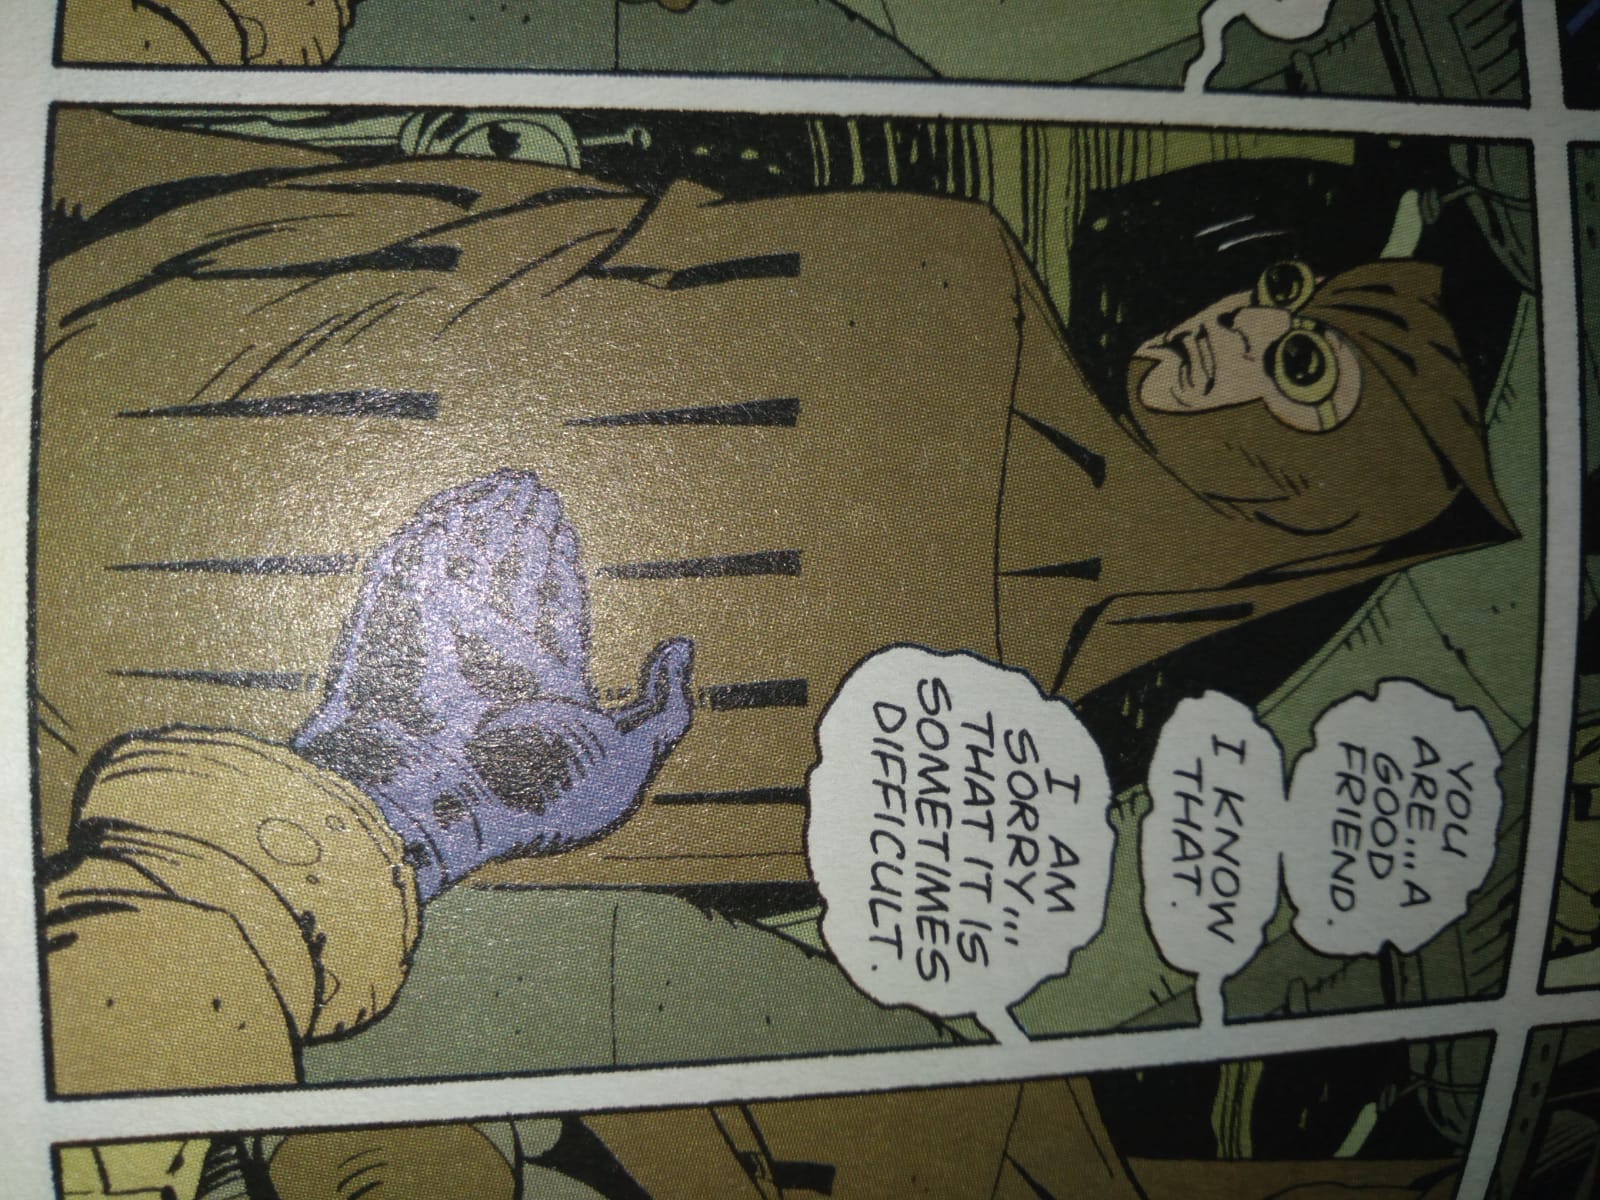 YOU
ARE... A
GOOD
FRIEND.
I KNOW
THAT.
I AM
SORRY...
THAT IT IS
SOMETIMES
DIFFICULT.